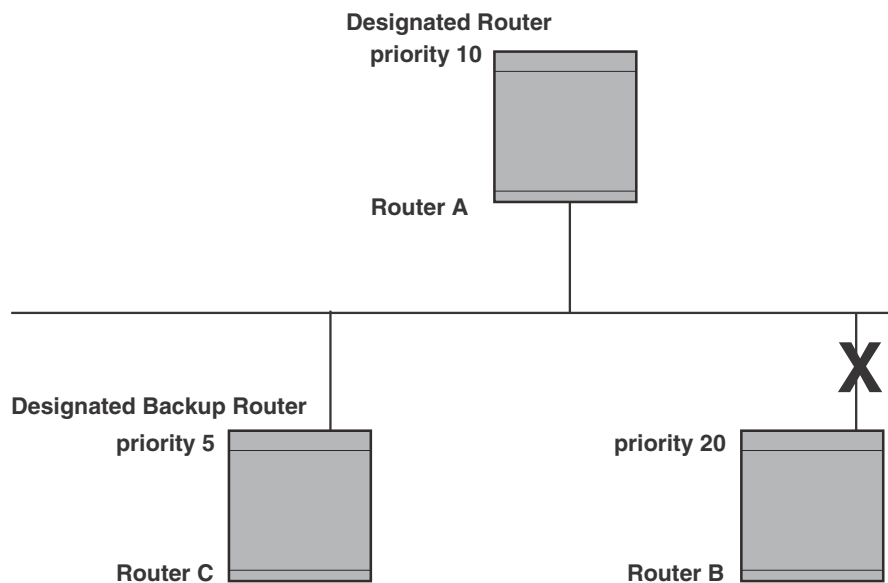 Designated Router
priority 10
Router A
X
Designated Backup Router
priority 5
priority 20
Router C
Router B